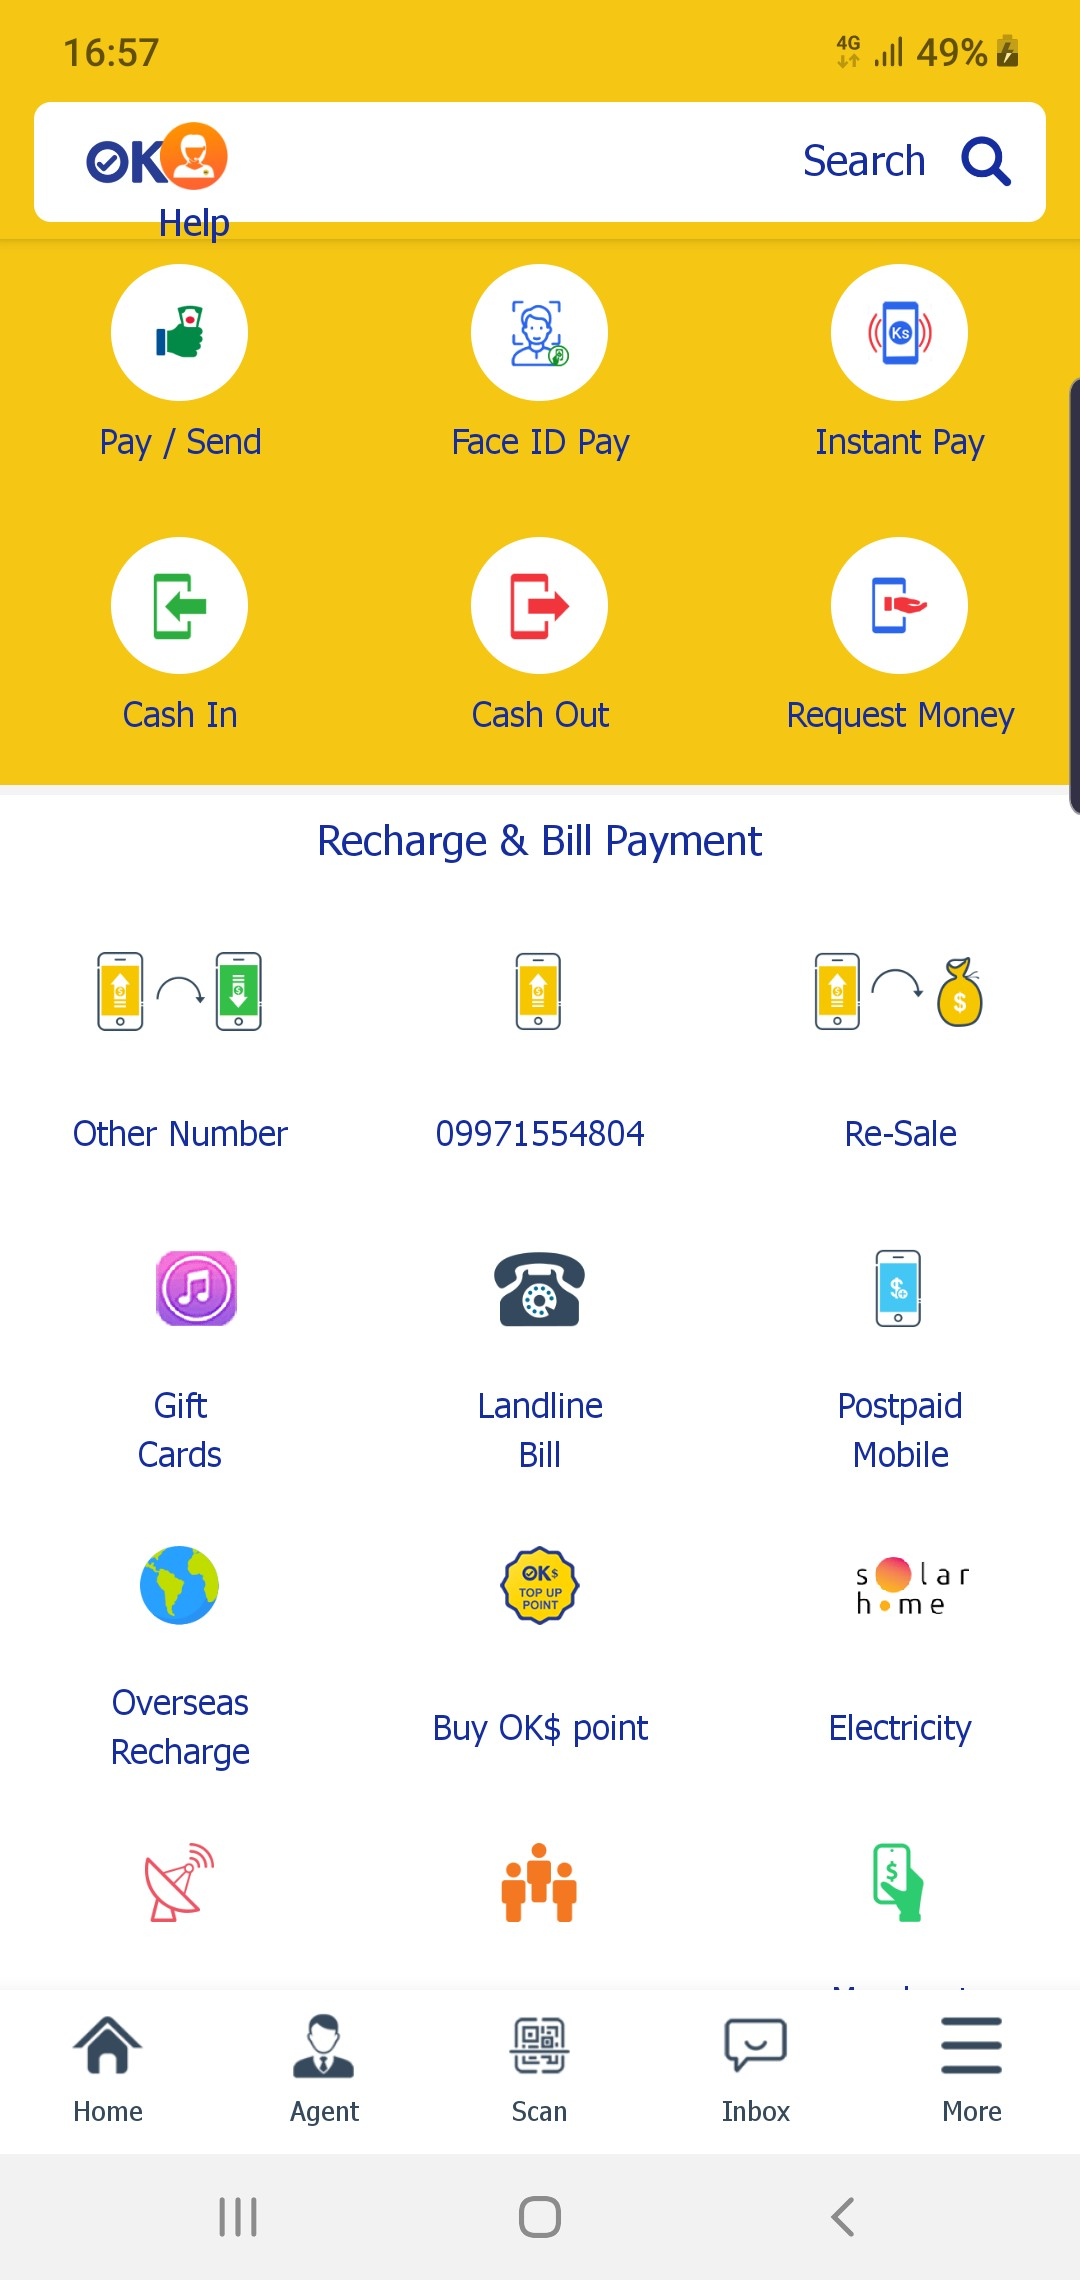 16:57
4G 49%
OK
Help
Search
Pay / Send
Face ID Pay
Ks
Instant Pay
Cash In
Cash Out
Request Money
Recharge & Bill Payment
Other Number
09971554804
Re-Sale
Gift
Cards
Landline
Bill
Postpaid
Mobile
OK$
TOP UP
POINT
solar
home
Overseas
Recharge
Buy OK$ point
Electricity
Home
Agent
Scan
Inbox
More